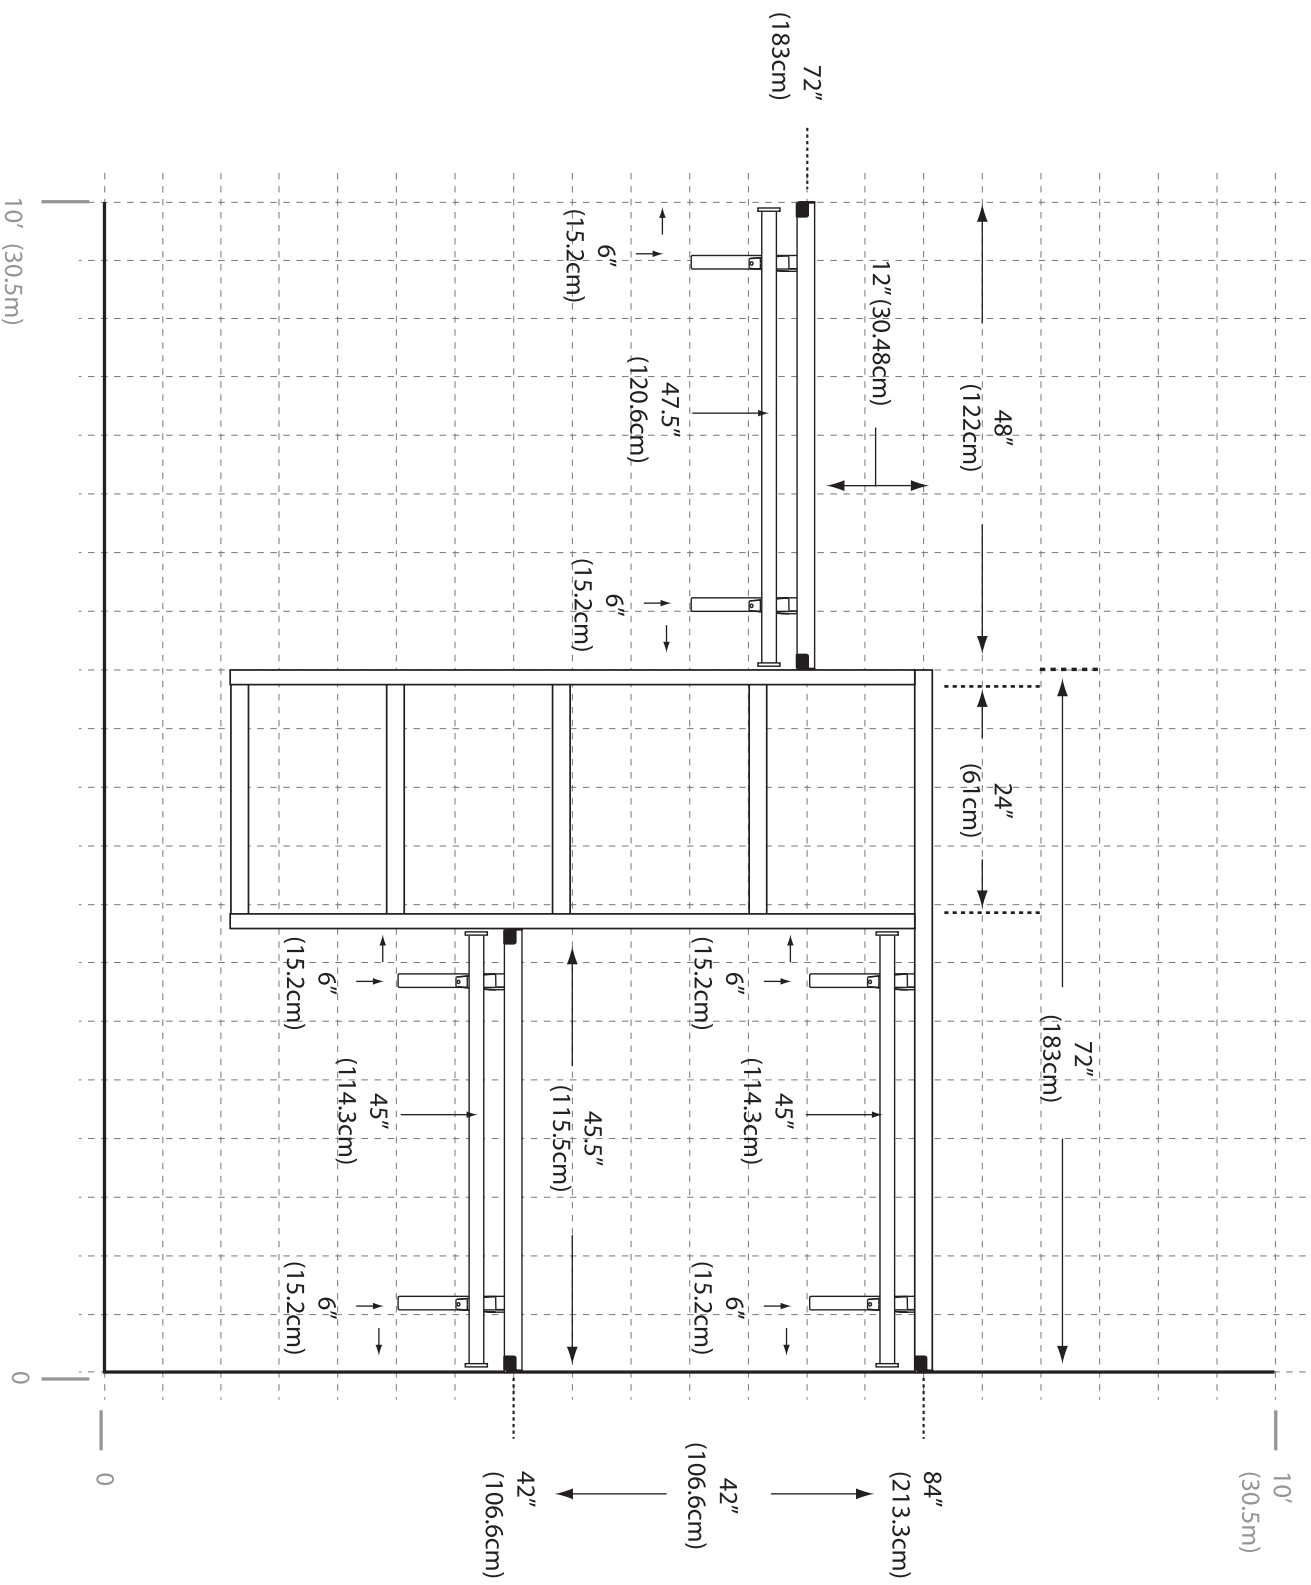 10’
(30.5m)
72”
(183cm)
48”
(122cm)
24”
(61cm)
84”
(213.3cm)
12” (30.48cm)
72”
(183cm)
45”
(114.3cm)
6”
(15.2cm)
6”
(15.2cm)
42”
(106.6cm)
47.5”
(120.6cm)
6”
(15.2cm)
6”
(15.2cm)
45.5”
(115.5cm)
42”
(106.6cm)
45”
(114.3cm)
6”
(15.2cm)
6”
(15.2cm)
0
10’ (30.5m)
0